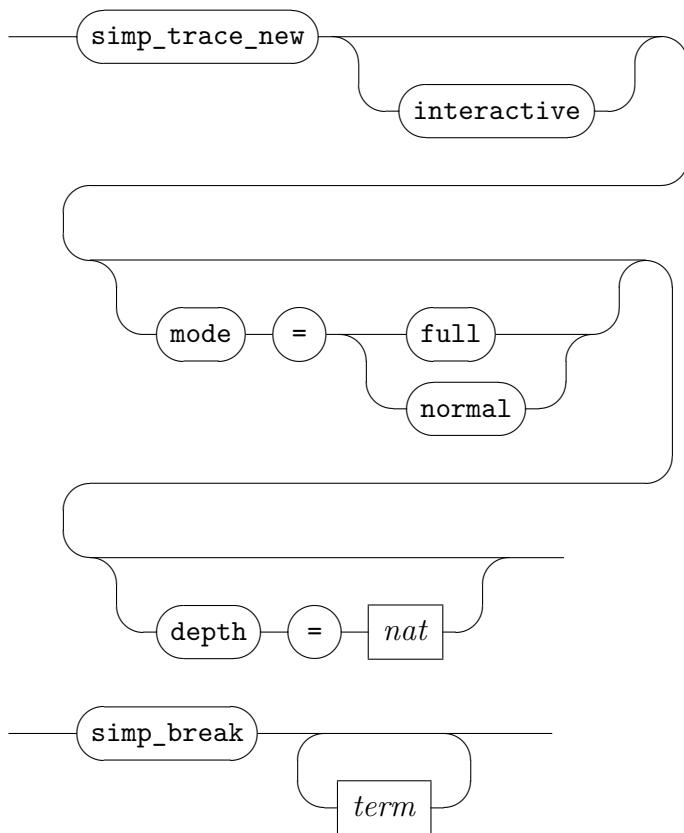 simp_trace_new
interactive
mode = full
normal
depth = nat
simp_break
term